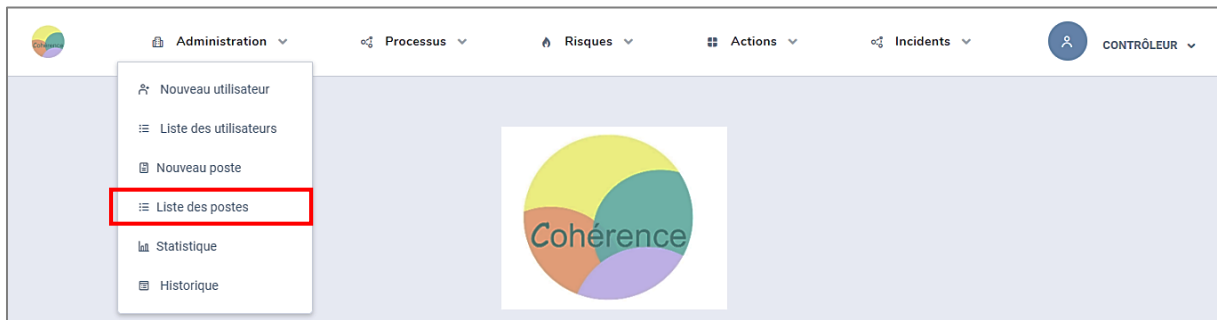 Cohérence
Administration
Processus
Risques
Actions
Incidents
CONTRÔLEUR
Nouveau utilisateur
Liste des utilisateurs
Nouveau poste
Liste des postes
Statistique
Historique
Cohérence